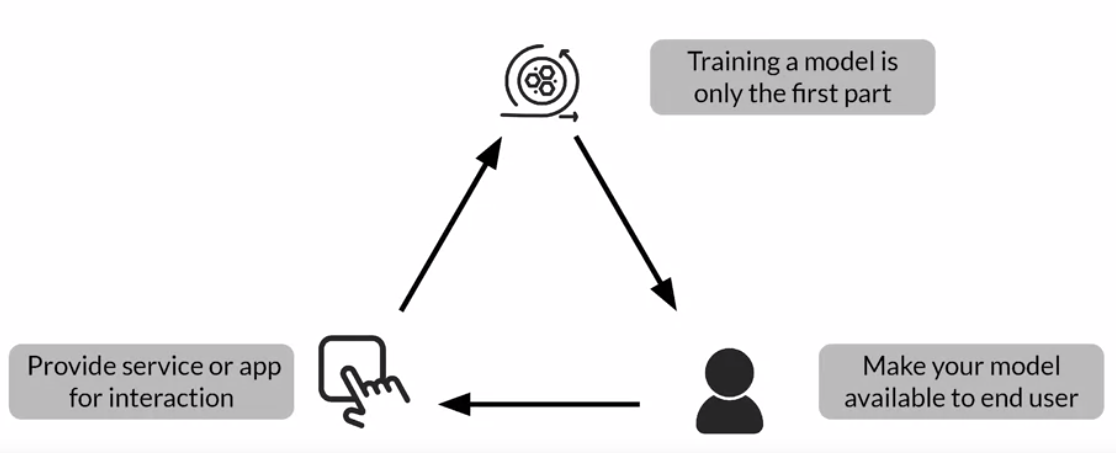 Training a model is
only the first part
Provide service or app
for interaction
Make your model
available to end user